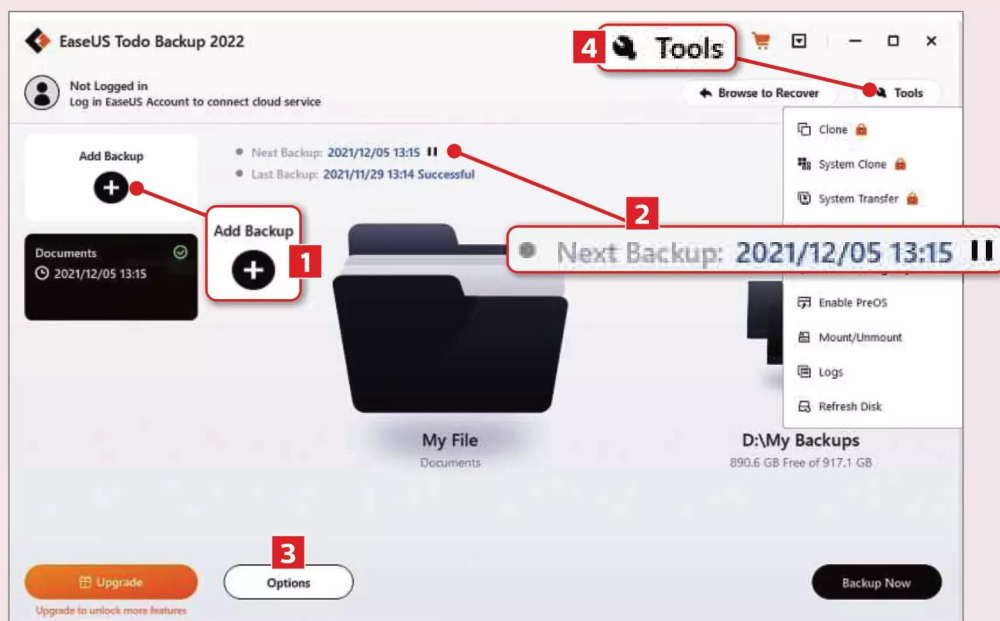 EaseUS Todo Backup 2022
4 Tools
Not Logged in
Log in EaseUS Account to connect cloud service
Browse to Recover
Tools
Add Backup
Next Backup: 2021/12/05 13:15
Last Backup: 2021/11/29 13:14 Successful
Clone
System Clone
System Transfer
Add Backup
1
2
Next Backup: 2021/12/05 13:15
Documents
2021/12/05 13:15
Enable PreOS
Mount/Unmount
Logs
Refresh Disk
My File
Documents
D:\My Backups
890.6 GB Free of 917.1 GB
3
Upgrade
Options
Backup Now
Upgrade to unlock more features